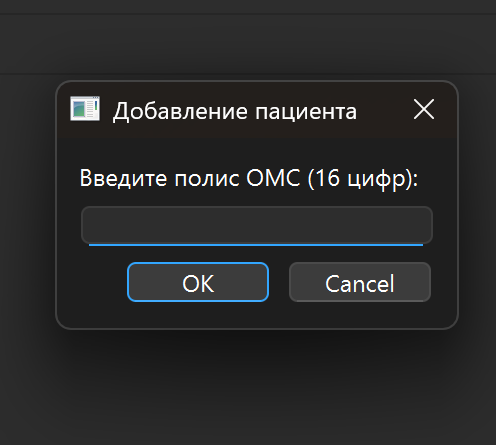 Добавление пациента
Введите полис ОМС (16 цифр):
OK
Cancel